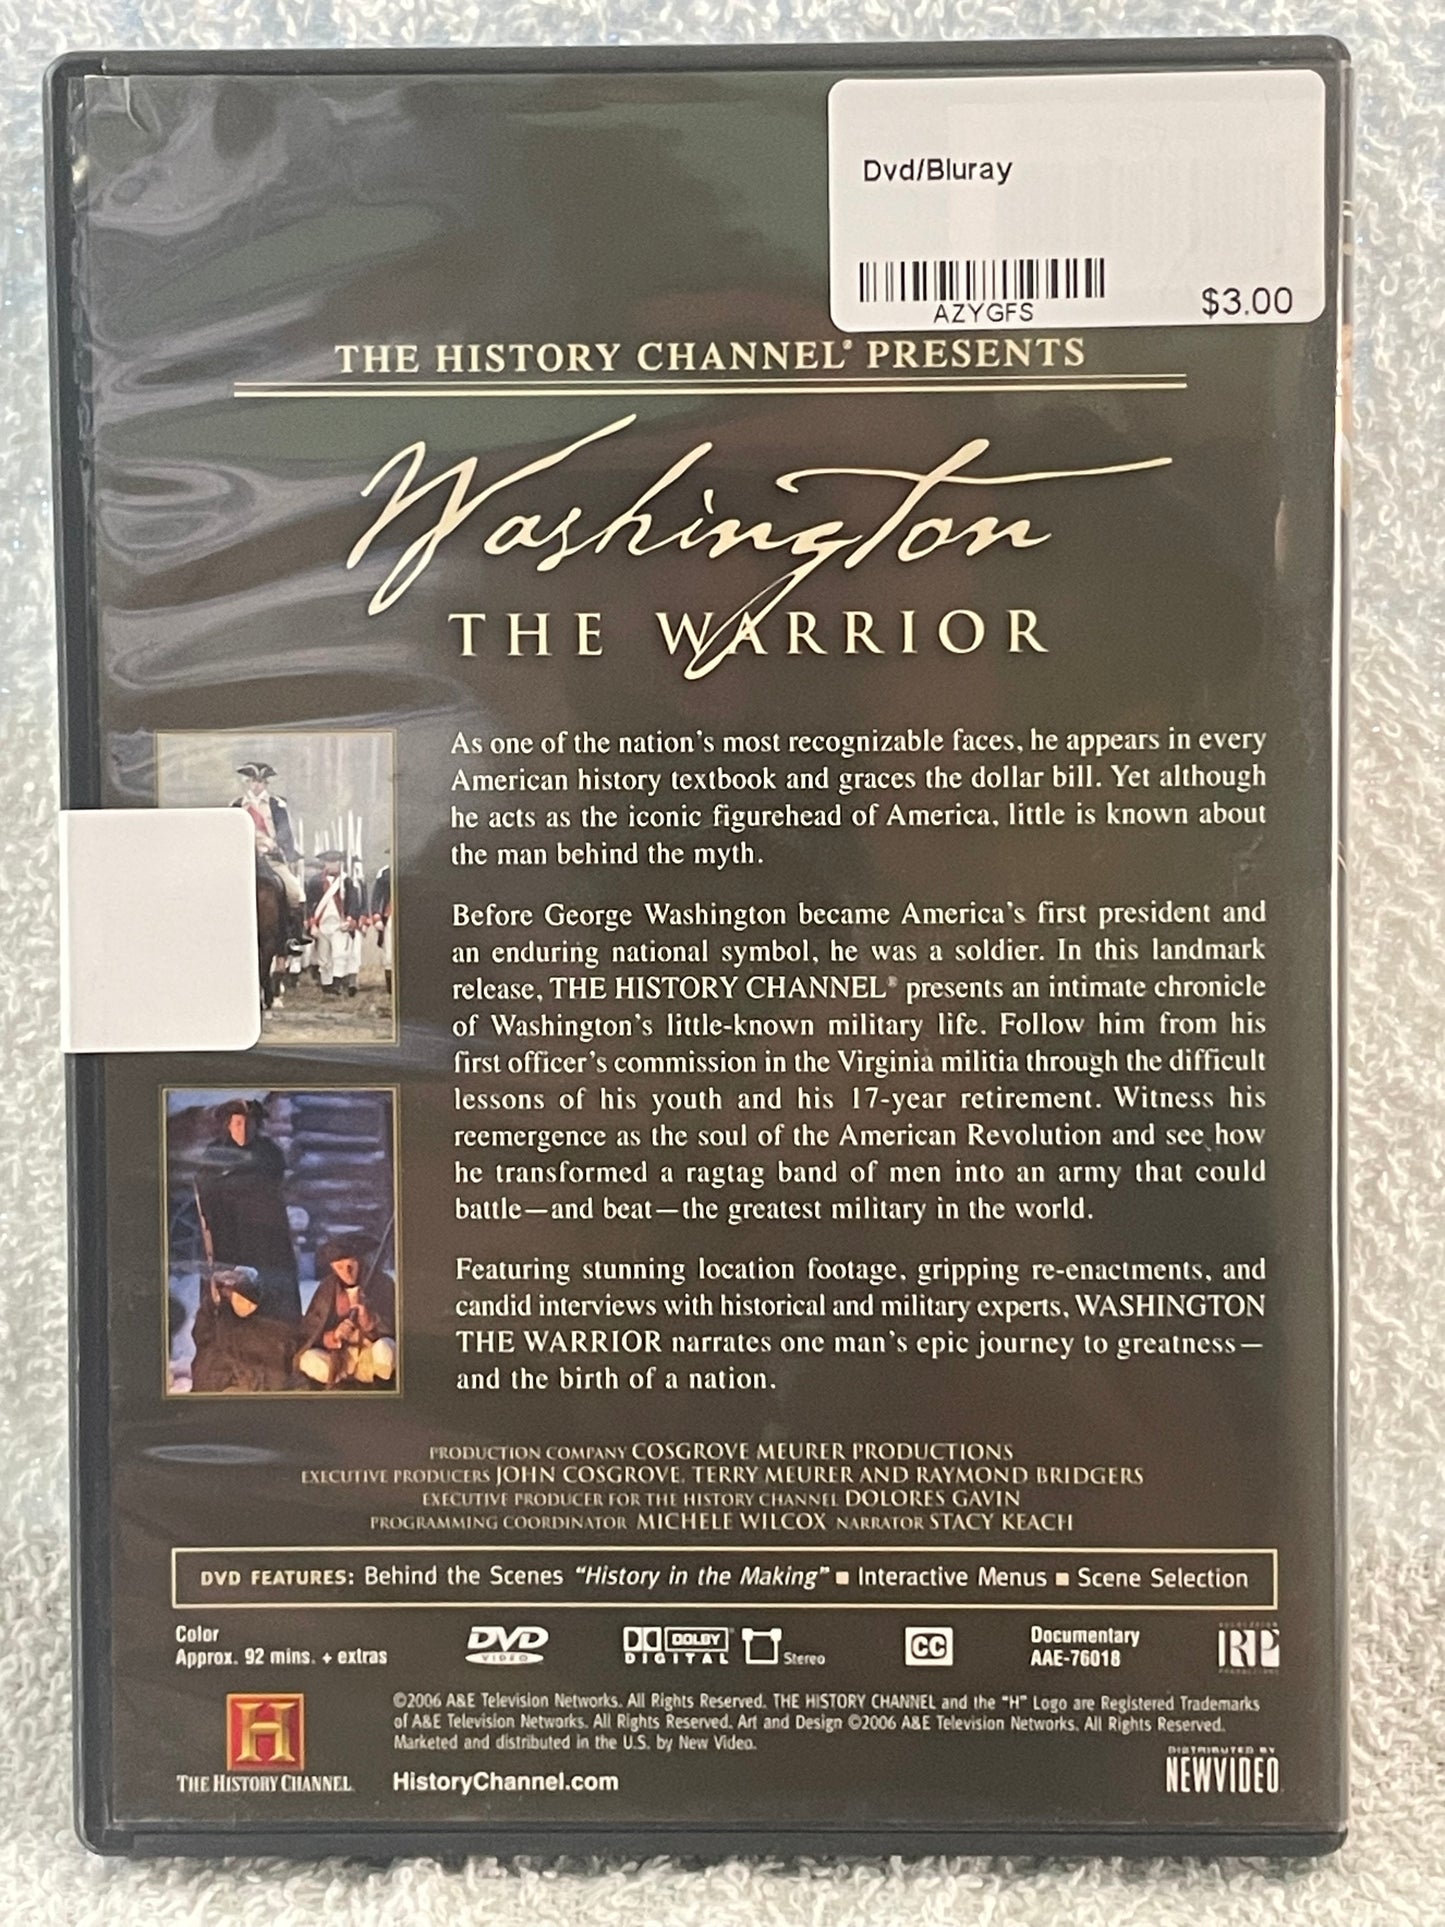 Dvd/Bluray
AZYGFS
$3.00
THE HISTORY CHANNEL® PRESENTS
Washington
THE WARRIOR
As one of the nation's most recognizable faces, he appears in every
American history textbook and graces the dollar bill. Yet although
he acts as the iconic figurehead of America, little is known about
the man behind the myth.
Before George Washington became America's first president and
an enduring national symbol, he was a soldier. In this landmark
release, THE HISTORY CHANNEL® presents an intimate chronicle
of Washington's little-known military life. Follow him from his
first officer's commission in the Virginia militia through the difficult
lessons of his youth and his 17-year retirement. Witness his
reemergence as the soul of the American Revolution and see how
he transformed a ragtag band of men into an army that could
battle—and beat—the greatest military in the world.
Featuring stunning location footage, gripping re-enactments, and
candid interviews with historical and military experts, WASHINGTON
THE WARRIOR narrates one man's epic journey to greatness—
and the birth of a nation.
PRODUCTION COMPANY COSGROVE MEURER PRODUCTIONS
EXECUTIVE PRODUCERS JOHN COSGROVE, TERRY MEURER AND RAYMOND BRIDGERS
EXECUTIVE PRODUCER FOR THE HISTORY CHANNEL DOLORES GAVIN
PROGRAMMING COORDINATOR MICHELE WILCOX NARRATOR STACY KEACH
DVD FEATURES: Behind the Scenes "History in the Making" ■ Interactive Menus ■ Scene Selection
Color
Approx. 92 mins. + extras
DVD
VIDEO
DOLBY
DIGITAL
Stereo
CC
Documentary
AAE-76018
RP
©2006 A&E Television Networks. All Rights Reserved. THE HISTORY CHANNEL and the "H" Logo are Registered Trademarks
of A&E Television Networks. All Rights Reserved. Art and Design ©2006 A&E Television Networks. All Rights Reserved.
Marketed and distributed in the U.S. by New Video.
H
THE HISTORY CHANNEL
HistoryChannel.com
DISTRIBUTED BY
NEWVIDEO